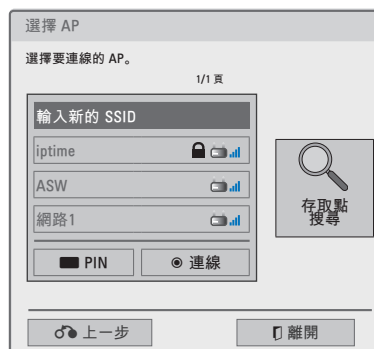 選擇 AP
選擇要連線的 AP。
1/1 頁
輸入新的 SSID
iptime
ASW
網路1
PIN
連線
存取點
搜尋
上一步
離開